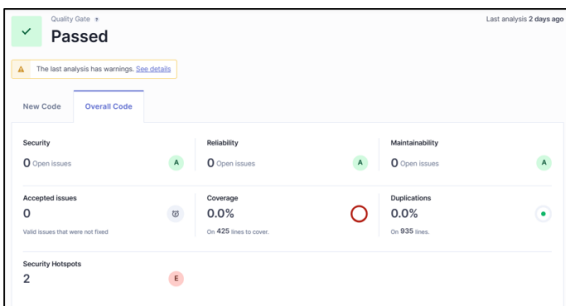 Quality Gate
Last analysis 2 days ago
Passed
The last analysis has warnings. See details
New Code
Overall Code
Security
Reliability
Maintainability
0 Open issues
A
0 Open issues
A
0 Open issues
A
Accepted issues
Coverage
Duplications
0
0.0%
0.0%
Valid issues that were not fixed
On 425 lines to cover.
On 935 lines.
Security Hotspots
2
E